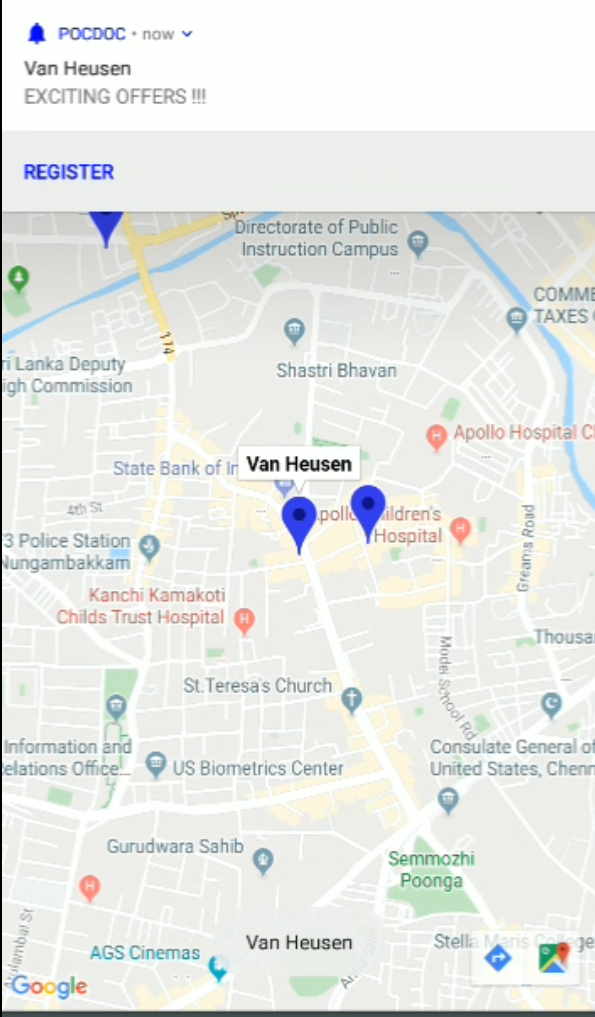 POCDOC • now
Van Heusen
EXCITING OFFERS !!!
REGISTER
Directorate of Public
Instruction Campus
COMME
TAXES
174
ri Lanka Deputy
igh Commission
Shastri Bhavan
Apollo Hospital C
State Bank of In
Van Heusen
4th St
Apollo Children's
Hospital
3 Police Station
Nungambakkam
Greams Road
Kanchi Kamakoti
Childs Trust Hospital
Thousa
Model School Rd
St.Teresa's Church
Information and
elations Office...
US Biometrics Center
Consulate General of
United States, Chenn
Gurudwara Sahib
Semmozhi
Poonga
Van Heusen
Stella Maris College
AGS Cinemas
Google